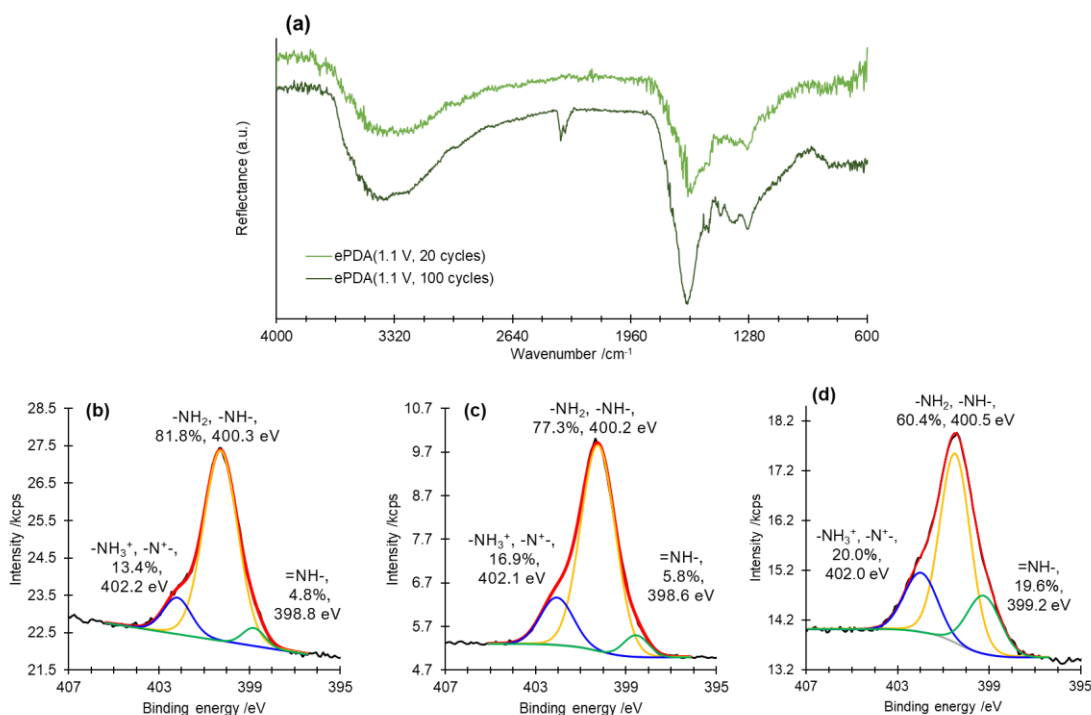 (a)
Reflectance (a.u.)
ePDA(1.1 V, 20 cycles)
ePDA(1.1 V, 100 cycles)
4000 3320 2640 1960 1280 600
Wavenumber /cm⁻¹
(b)
-NH₂, -NH-,
81.8%, 400.3 eV
-NH₃⁺, -N⁺-,
13.4%,
402.2 eV
=NH-,
4.8%,
398.8 eV
Intensity /kcps
28.5
27.5
26.5
25.5
24.5
23.5
22.5
21.5
407 403 399 395
Binding energy /eV
(c)
-NH₂, -NH-,
77.3%, 400.2 eV
-NH₃⁺, -N⁺-,
16.9%,
402.1 eV
=NH-,
5.8%,
398.6 eV
Intensity /kcps
10.7
9.7
8.7
7.7
6.7
5.7
4.7
407 403 399 395
Binding energy /eV
(d)
-NH₂, -NH-,
60.4%, 400.5 eV
-NH₃⁺, -N⁺-,
20.0%,
402.0 eV
=NH-,
19.6%,
399.2 eV
Intensity /kcps
18.2
17.2
16.2
15.2
14.2
13.2
407 403 399 395
Binding energy /eV